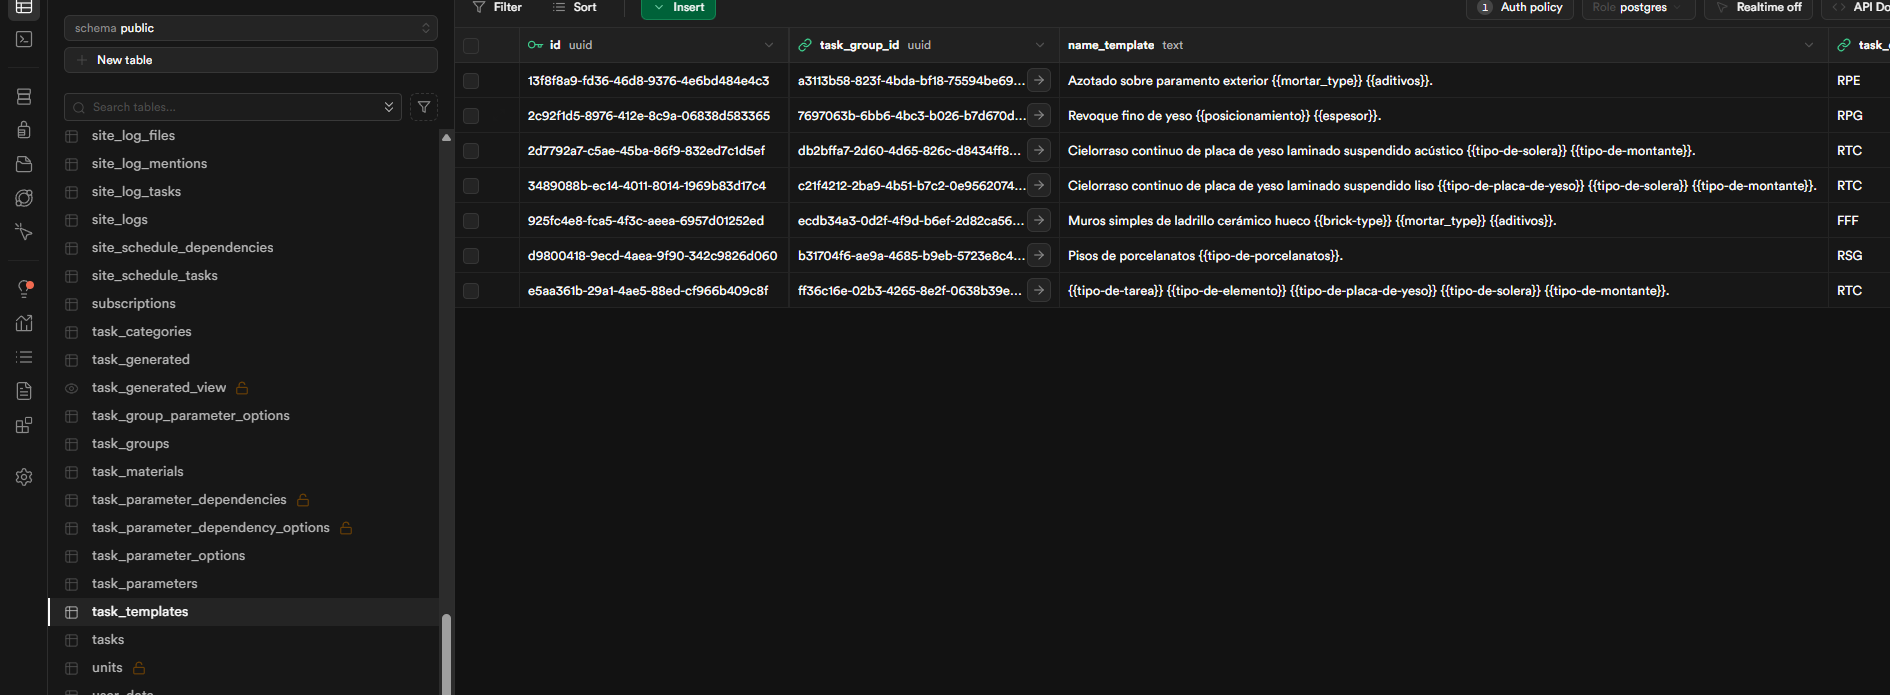 schema public
New table
Search tables...
site_log_files
site_log_mentions
site_log_tasks
site_logs
site_schedule_dependencies
site_schedule_tasks
subscriptions
task_categories
task_generated
task_generated_view
task_group_parameter_options
task_groups
task_materials
task_parameter_dependencies
task_parameter_dependency_options
task_parameter_options
task_parameters
task_templates
tasks
units
user_data
Filter Sort Insert 1 Auth policy Role postgres Realtime off API Do
id uuid task_group_id uuid name_template text task_
13f8f8a9-fd36-46d8-9376-4e6bd484e4c3 a3113b58-823f-4bda-bf18-75594be69... Azotado sobre paramento exterior {{mortar_type}} {{aditivos}}. RPE
2c92f1d5-8976-412e-8c9a-06838d583365 7697063b-6bb6-4bc3-b026-b7d670d... Revoque fino de yeso {{posicionamiento}} {{espesor}}. RPG
2d7792a7-c5ae-45ba-86f9-832ed7c1d5ef db2bffa7-2d60-4d65-826c-d8434ff8... Cielorraso continuo de placa de yeso laminado suspendido acústico {{tipo-de-solera}} {{tipo-de-montante}}. RTC
3489088b-ec14-4011-8014-1969b83d17c4 c21f4212-2ba9-4b51-b7c2-0e9562074... Cielorraso continuo de placa de yeso laminado suspendido liso {{tipo-de-placa-de-yeso}} {{tipo-de-solera}} {{tipo-de-montante}}. RTC
925fc4e8-fca5-4f3c-aeea-6957d01252ed ecdb34a3-0d2f-4f9d-b6ef-2d82ca56... Muros simples de ladrillo cerámico hueco {{brick-type}} {{mortar_type}} {{aditivos}}. FFF
d9800418-9ecd-4aea-9f90-342c9826d060 b31704f6-ae9a-4685-b9eb-5723e8c4... Pisos de porcelanatos {{tipo-de-porcelanatos}}. RSG
e5aa361b-29a1-4ae5-88ed-cf966b409c8f ff36c16e-02b3-4265-8e2f-0638b39e... {{tipo-de-tarea}} {{tipo-de-elemento}} {{tipo-de-placa-de-yeso}} {{tipo-de-solera}} {{tipo-de-montante}}. RTC